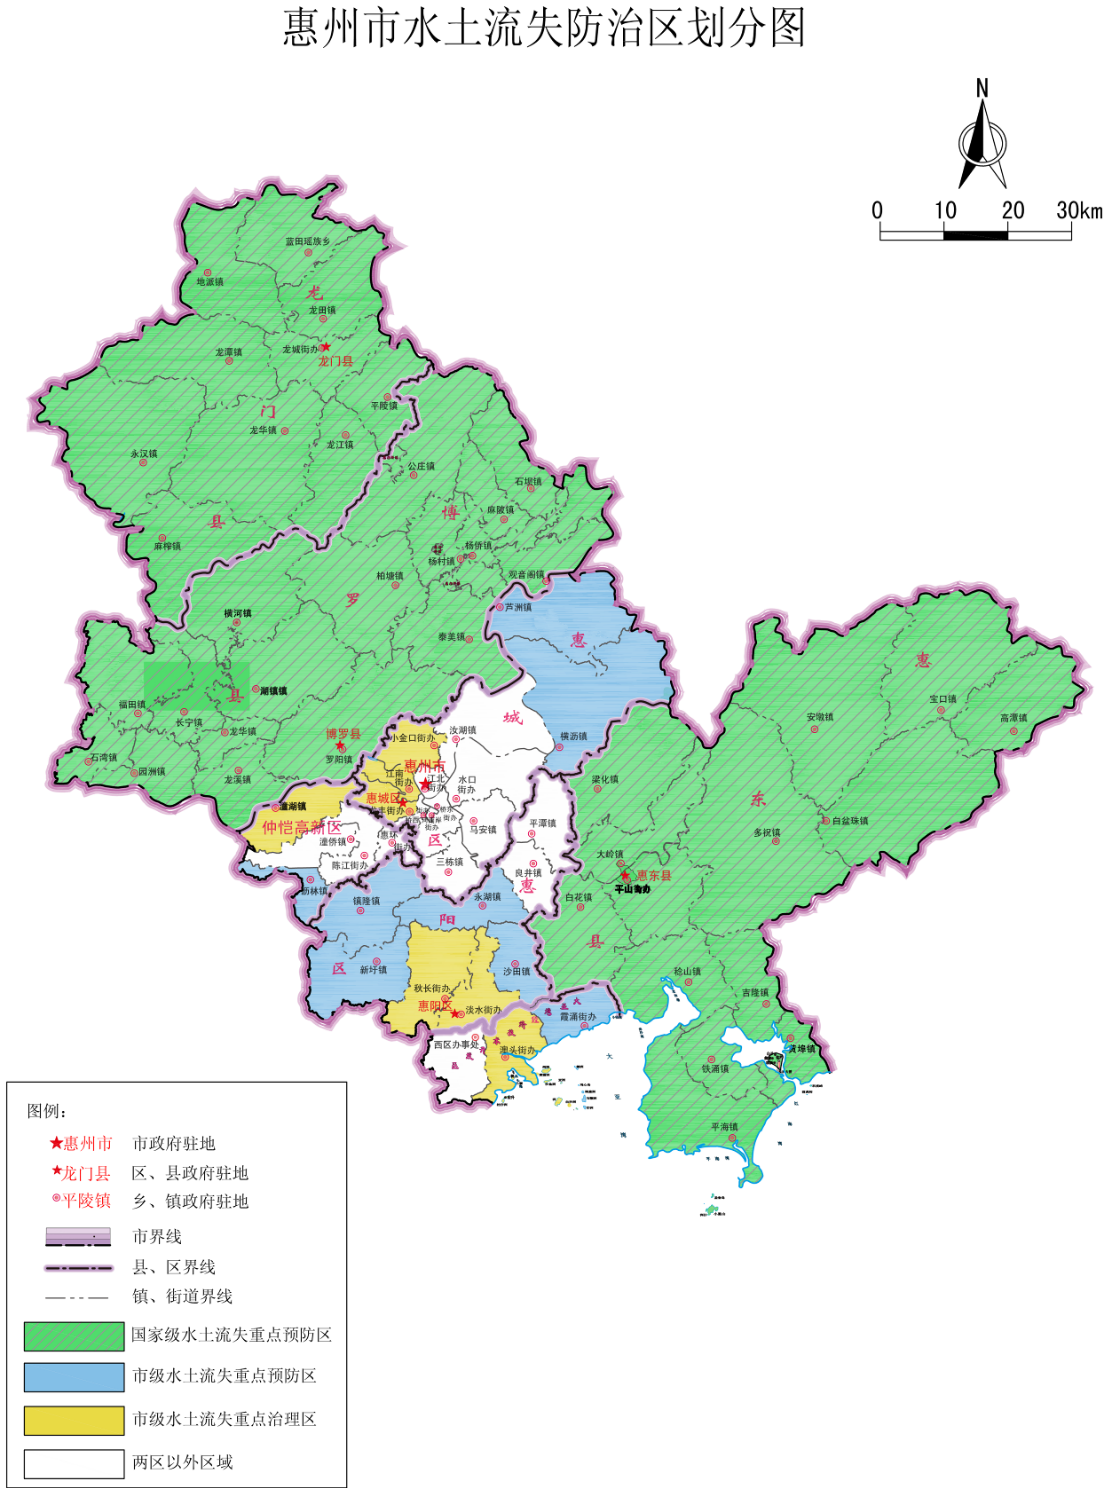 惠州市水土流失防治区划分图
N
0 10 20 30km
蓝田瑶族乡
地派镇
龙
龙田镇
龙城街办
龙门县
龙潭镇
平陵镇
门
龙华镇
龙江镇
永汉镇
公庄镇
石坝镇
博
麻陂镇
县
麻榨镇
杨侨镇
杨村镇
观音阁镇
柏塘镇
罗
芦洲镇
横河镇
泰美镇
惠
惠
县
湖镇镇
福田镇
长宁镇
龙华镇
宝口镇
高潭镇
安墩镇
城
博罗县
罗阳镇
小金口街办
汝湖镇
横沥镇
石湾镇
园洲镇
龙溪镇
惠州市
江南
街办
江北
街办
水口
街办
梁化镇
东
惠城区
龙丰街办
潼湖镇
仲恺高新区
潼侨镇
陈江街办
惠环
街办
区
马安镇
三栋镇
平潭镇
良井镇
惠
白盆珠镇
多祝镇
大岭镇
惠东县
平山街办
白花镇
沥林镇
镇隆镇
永湖镇
阳
县
区
新圩镇
沙田镇
稔山镇
吉隆镇
秋长街办
惠阳区
淡水街办
霞涌街办
西区办事处
澳头街办
黄埠镇
铁涌镇
平海镇
图例：
惠州市 市政府驻地
龙门县 区、县政府驻地
平陵镇 乡、镇政府驻地
市界线
县、区界线
镇、街道界线
国家级水土流失重点预防区
市级水土流失重点预防区
市级水土流失重点治理区
两区以外区域